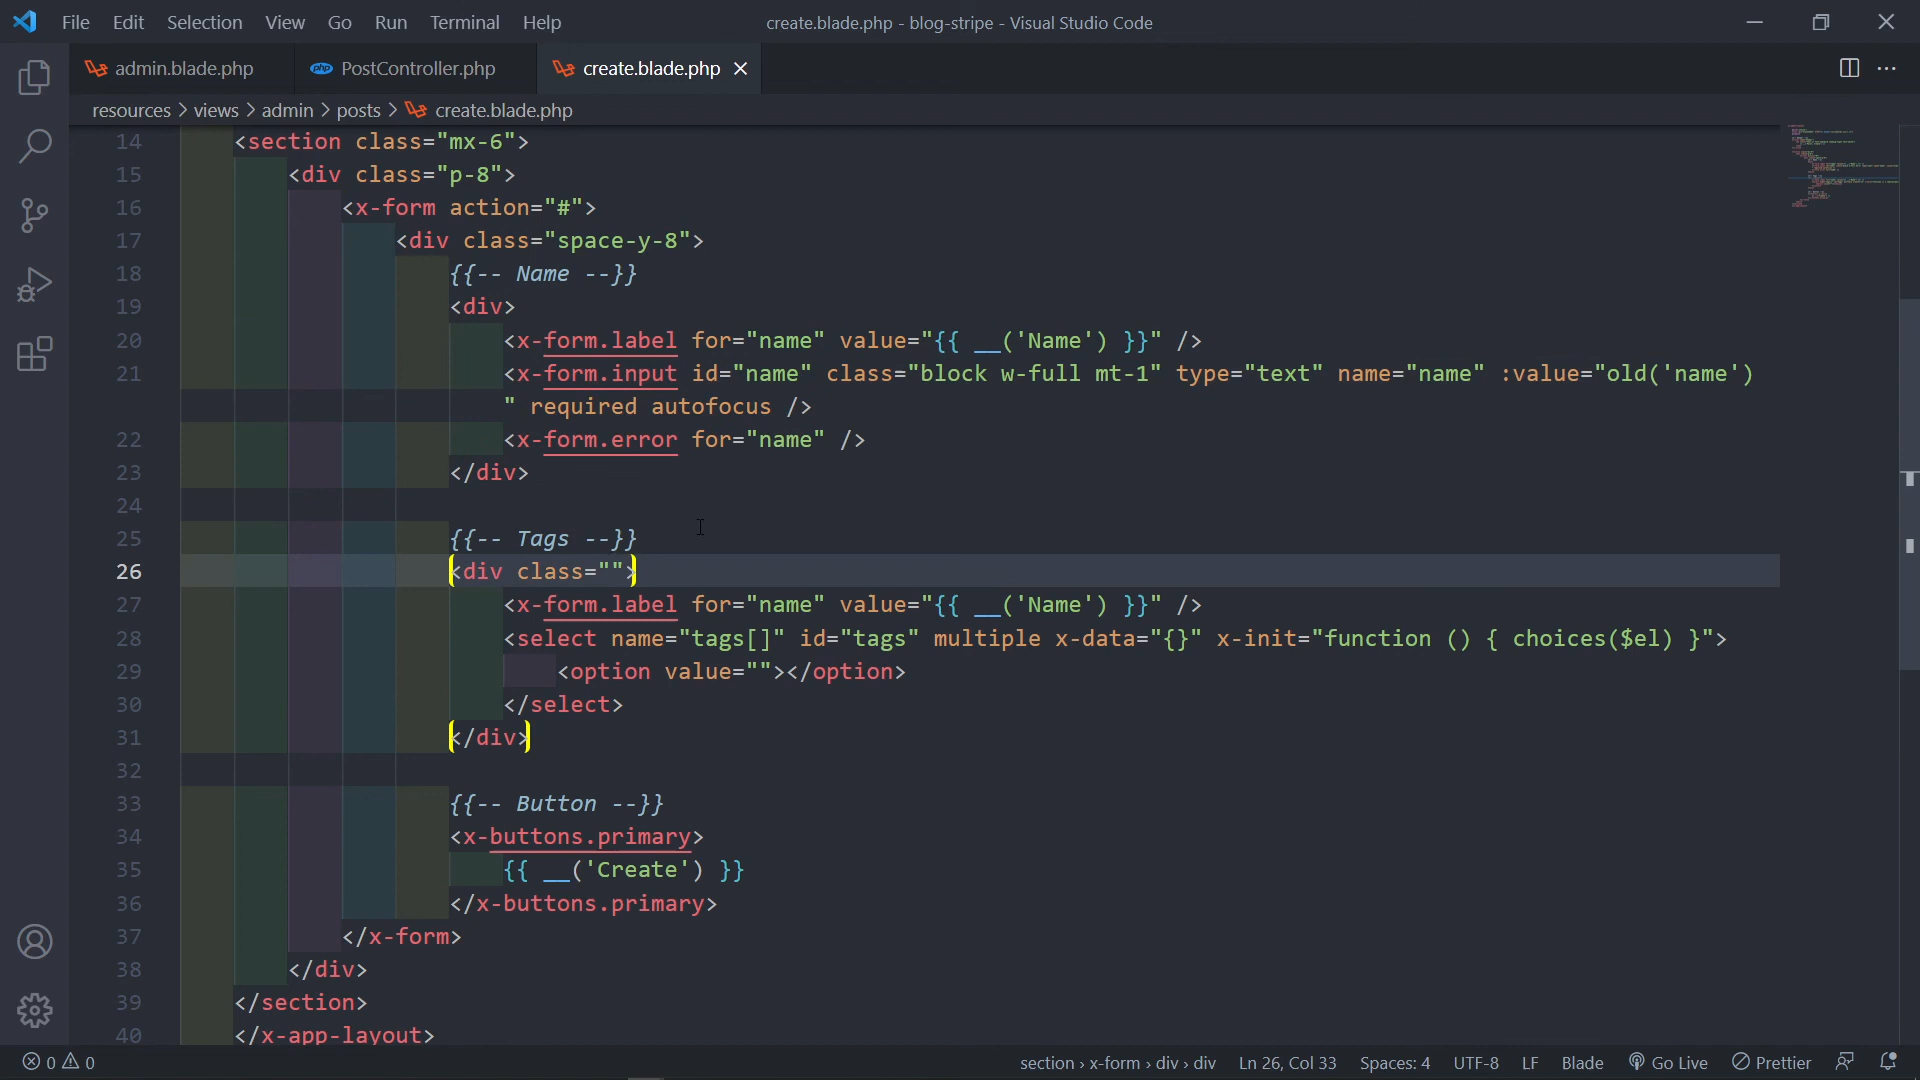 File Edit Selection View Go Run Terminal Help create.blade.php - blog-stripe - Visual Studio Code
admin.blade.php PostController.php create.blade.php
resources > views > admin > posts > create.blade.php
14 <section class="mx-6">
15 <div class="p-8">
16 <x-form action="#">
17 <div class="space-y-8">
18 {{-- Name --}}
19 <div>
20 <x-form.label for="name" value="{{ __('Name') }}" />
21 <x-form.input id="name" class="block w-full mt-1" type="text" name="name" :value="old('name')
" required autofocus />
22 <x-form.error for="name" />
23 </div>
24
25 {{-- Tags --}}
26 <div class="">
27 <x-form.label for="name" value="{{ __('Name') }}" />
28 <select name="tags[]" id="tags" multiple x-data="{}" x-init="function () { choices($el) }">
29 <option value=""></option>
30 </select>
31 </div>
32
33 {{-- Button --}}
34 <x-buttons.primary>
35 {{ __('Create') }}
36 </x-buttons.primary>
37 </x-form>
38 </div>
39 </section>
40 </x-app-layout>
0 0 section > x-form > div > div Ln 26, Col 33 Spaces: 4 UTF-8 LF Blade Go Live Prettier